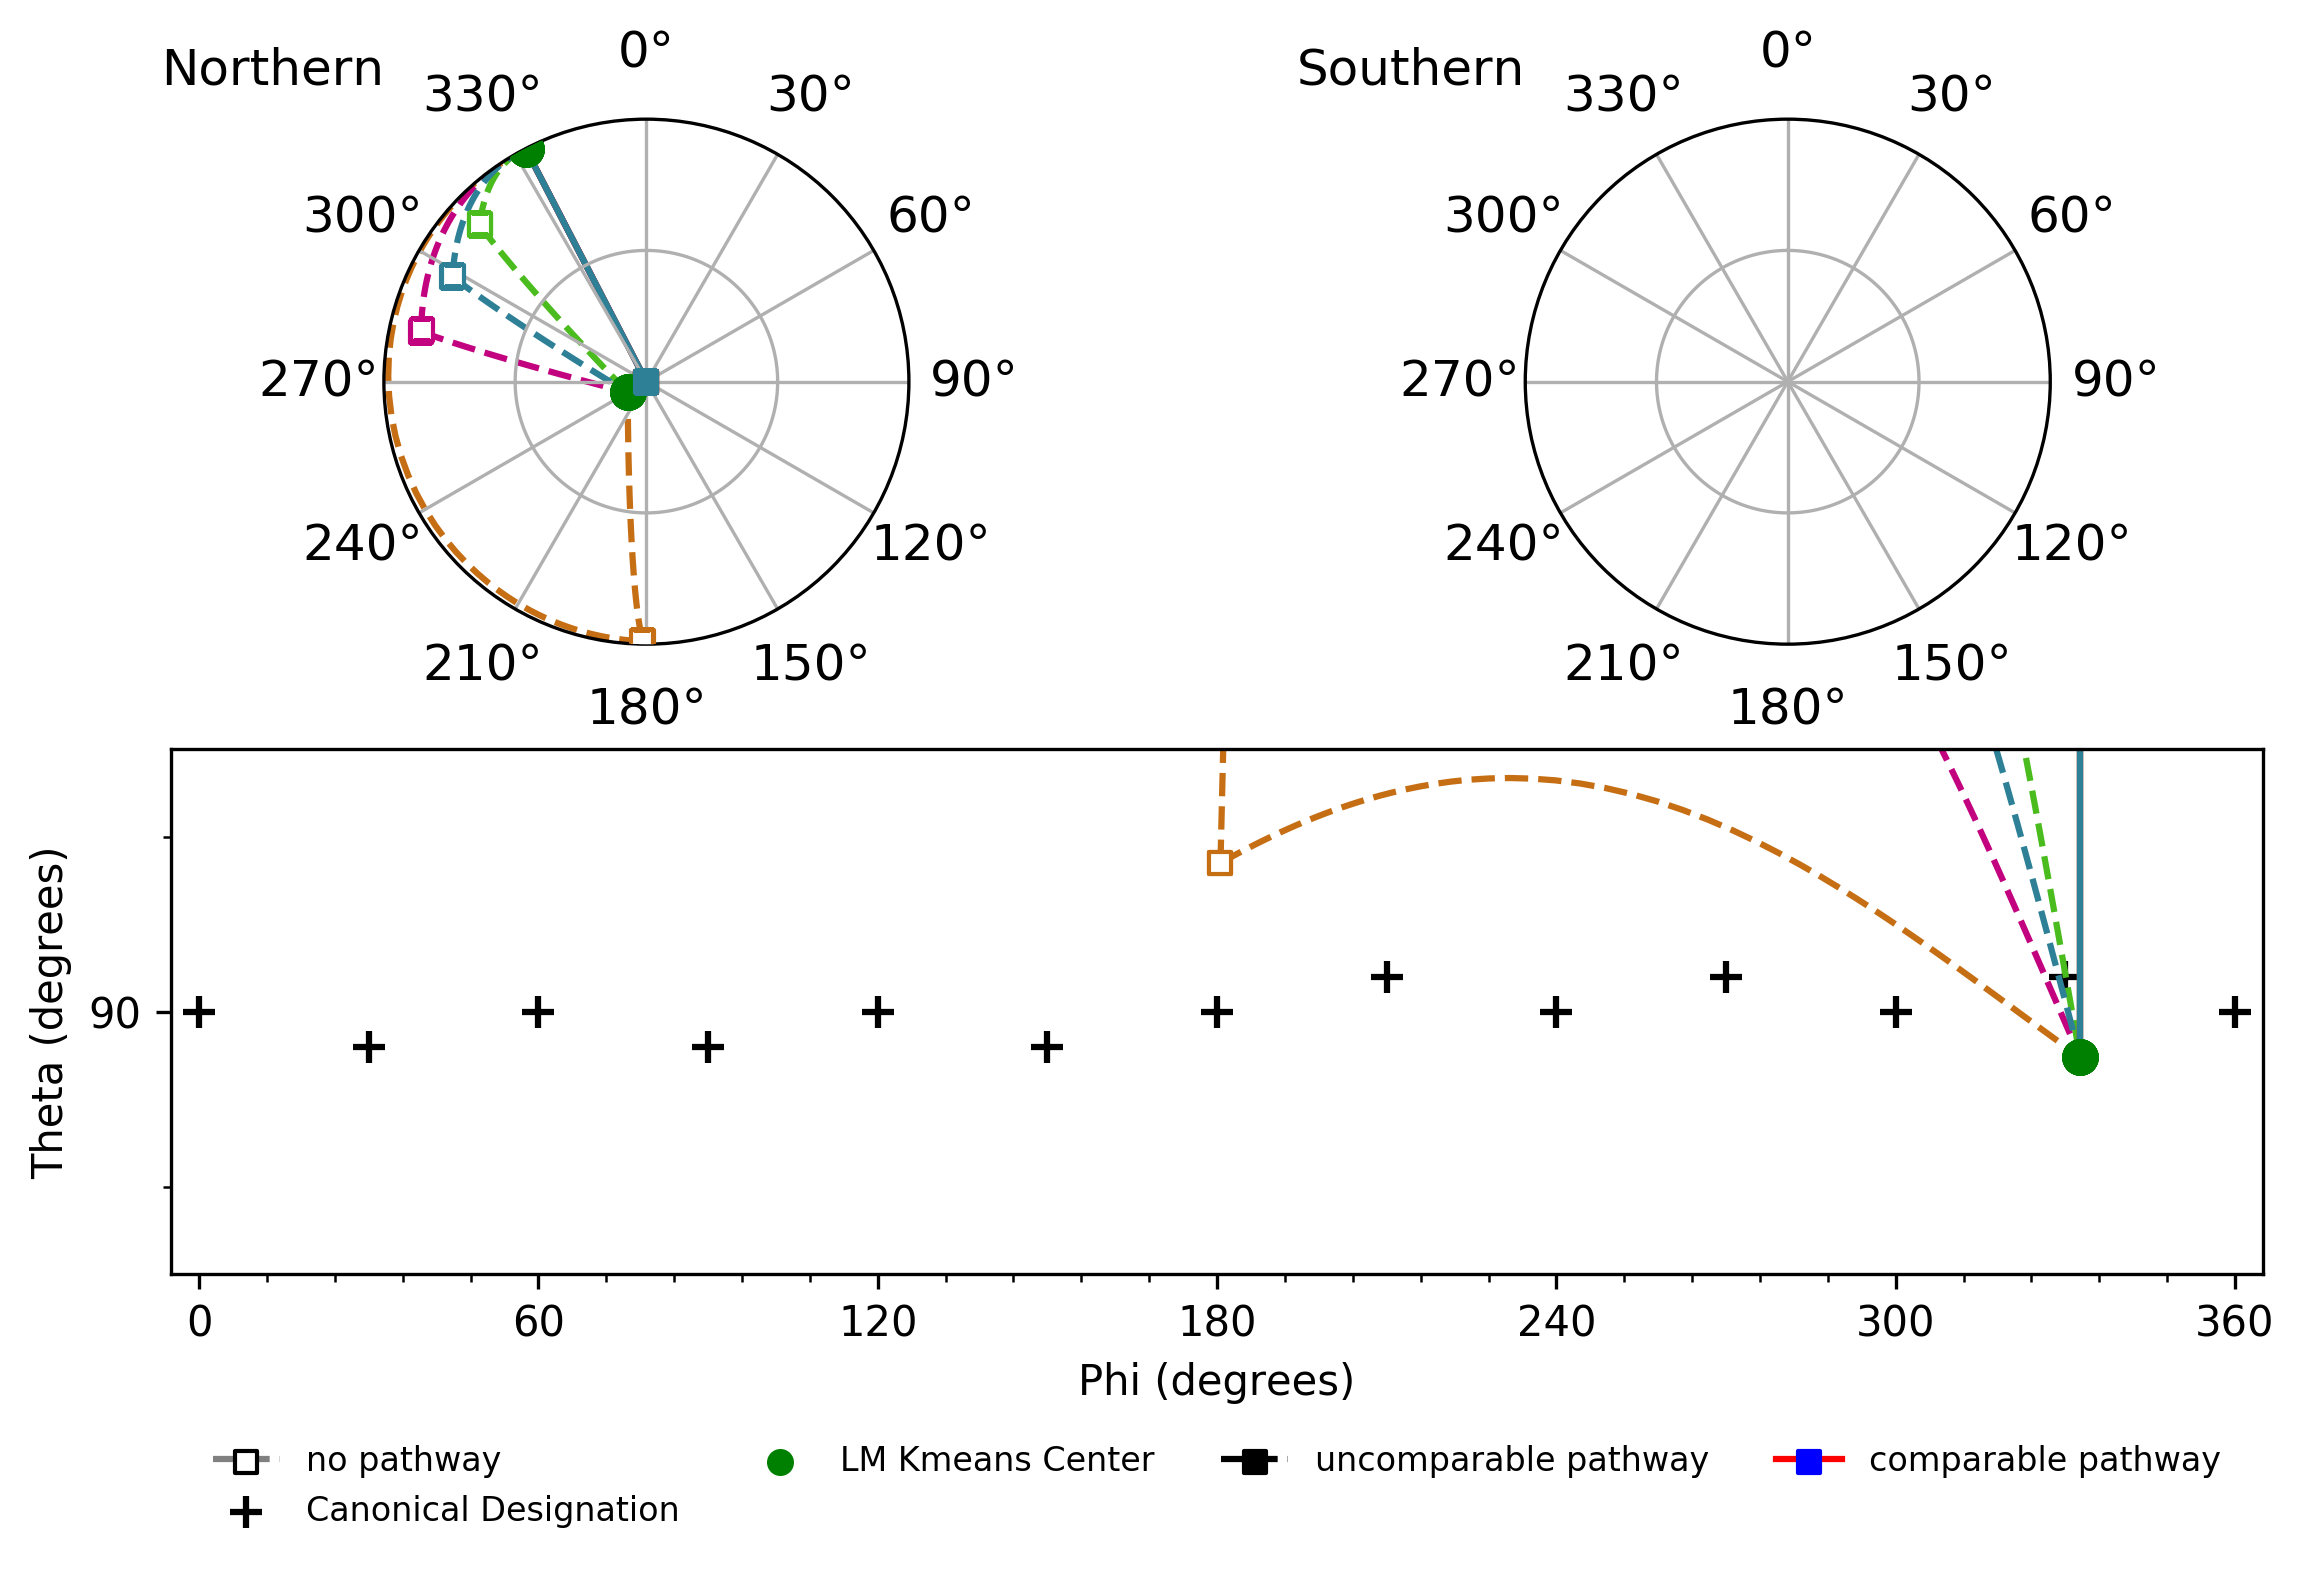 Northern
0°
30°
60°
90°
120°
150°
180°
210°
240°
270°
300°
330°
Southern
0°
30°
60°
90°
120°
150°
180°
210°
240°
270°
300°
330°
Theta (degrees)
90
0 60 120 180 240 300 360
Phi (degrees)
no pathway
Canonical Designation
LM Kmeans Center
uncomparable pathway
comparable pathway